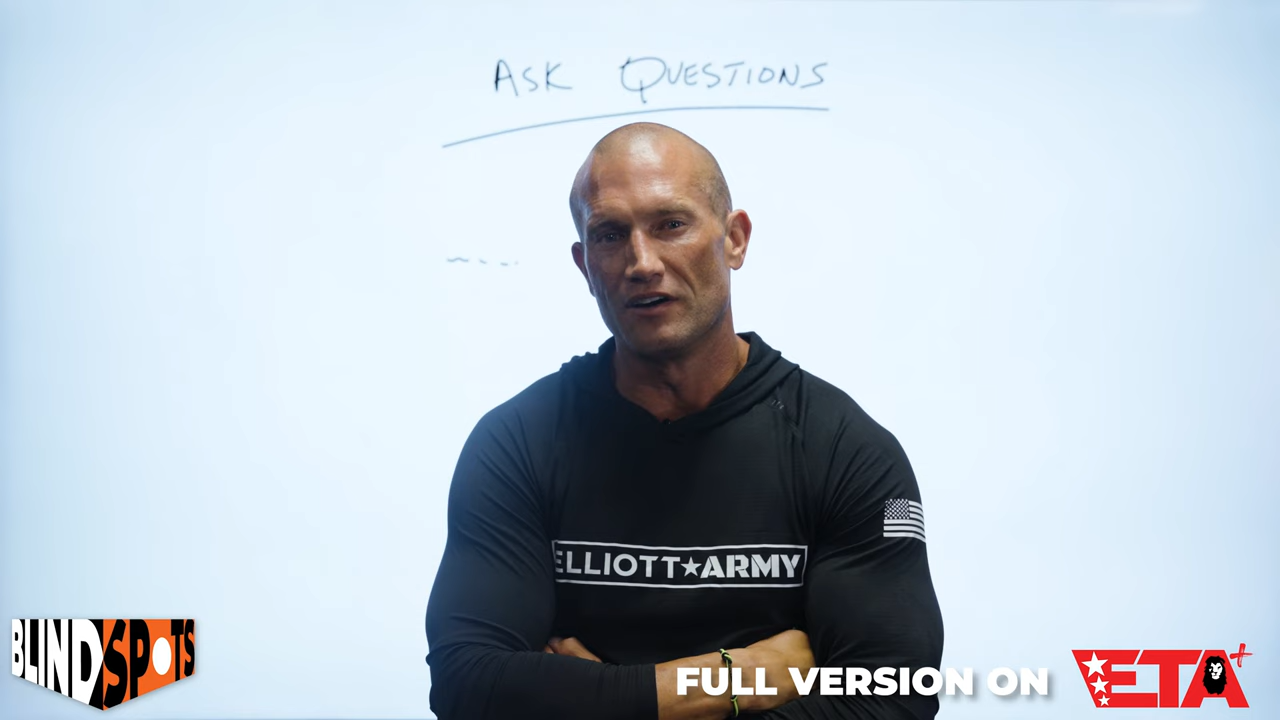 ASK QUESTIONS
ELLIOTT★ARMY
BLINDSPOTS
FULL VERSION ON ETA+